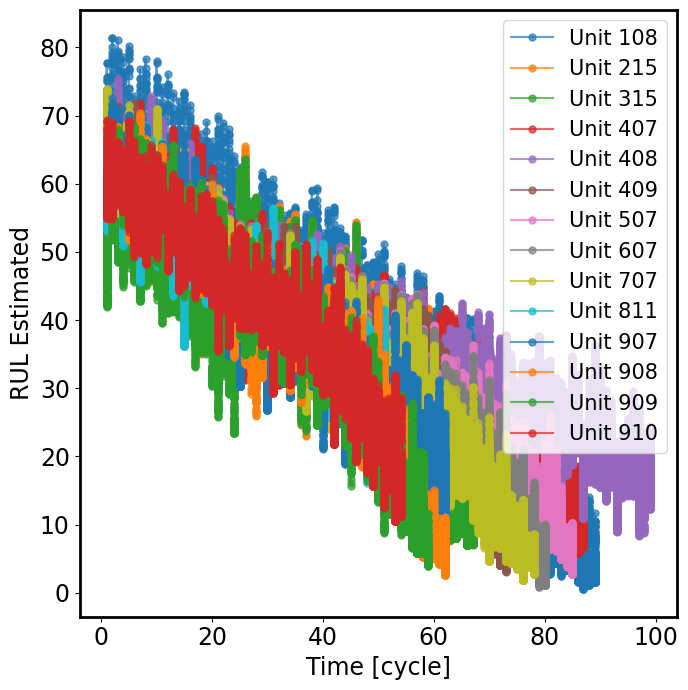 RUL Estimated
80
70
60
50
40
30
20
10
0
0 20 40 60 80 100
Time [cycle]
Unit 108
Unit 215
Unit 315
Unit 407
Unit 408
Unit 409
Unit 507
Unit 607
Unit 707
Unit 811
Unit 907
Unit 908
Unit 909
Unit 910